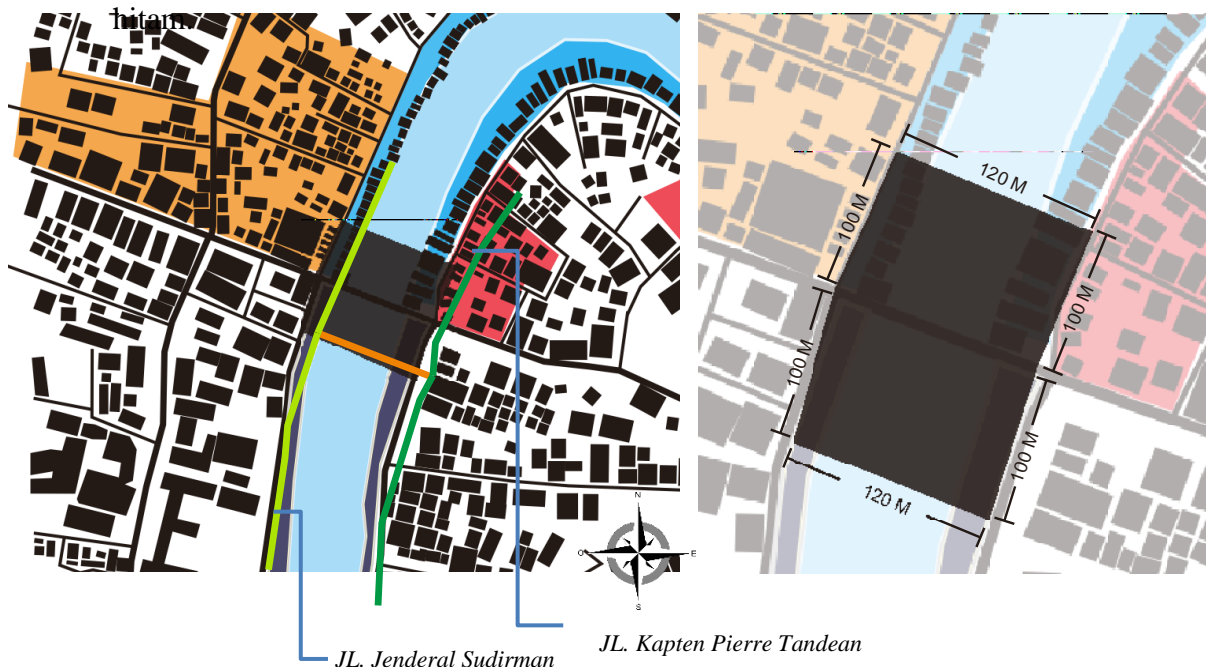 hitam.
N
O
E
S
120 M
100 M
100 M
100 M
100 M
120 M
JL. Kapten Pierre Tandean
JL. Jenderal Sudirman